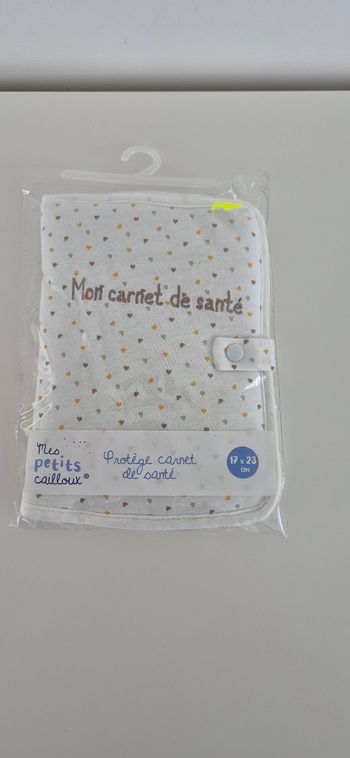 Mon carnet de santé
Mes
petits
cailloux®
Protège carnet
de santé
17 x 23
cm